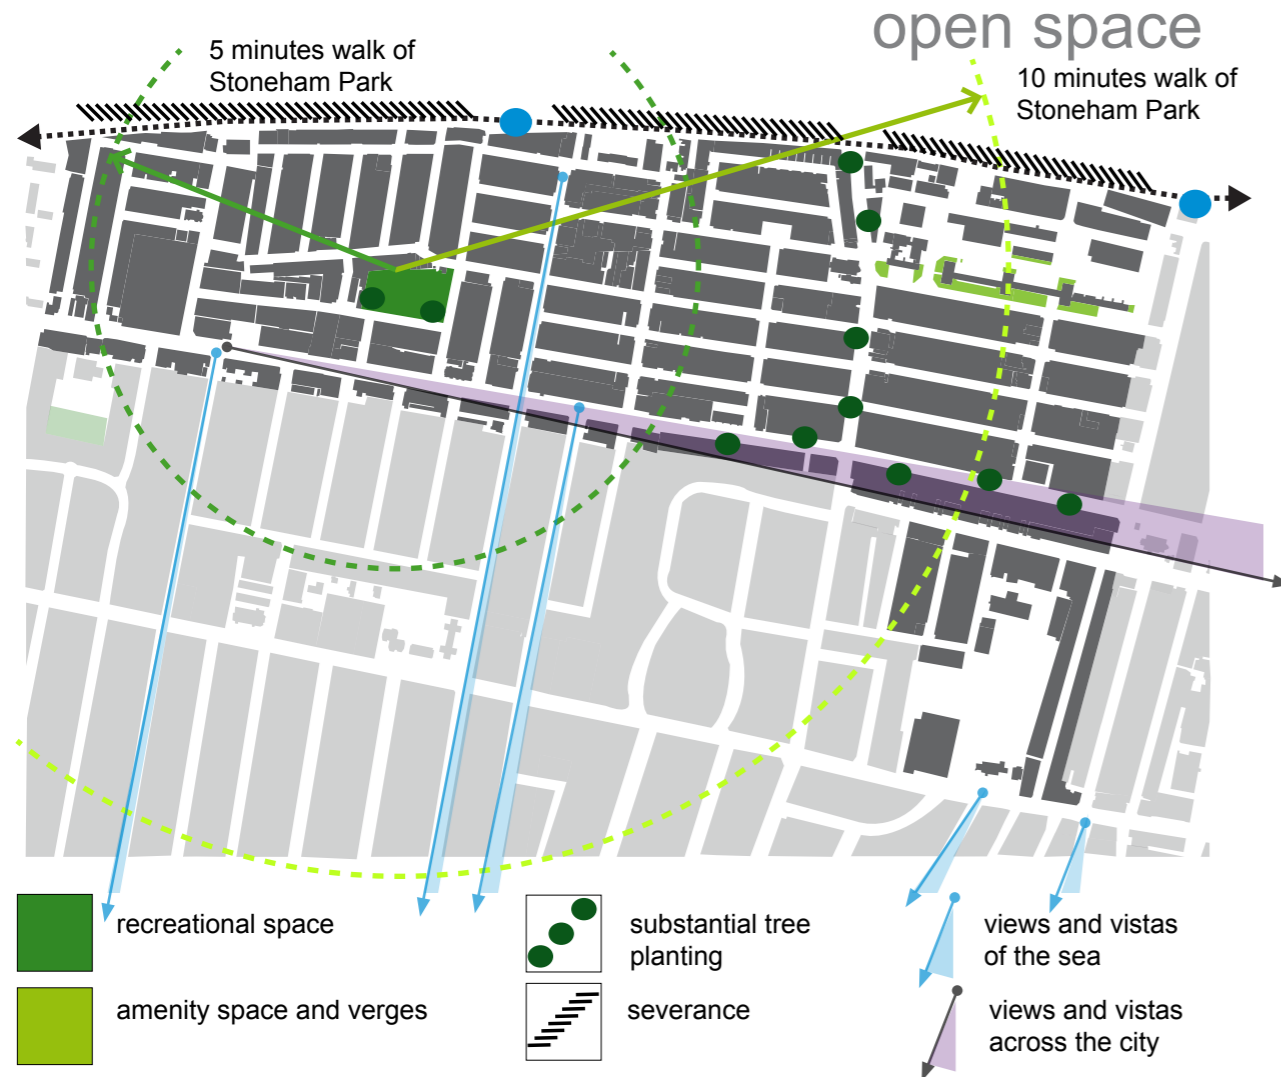 open space
5 minutes walk of
Stoneham Park
10 minutes walk of
Stoneham Park
recreational space
amenity space and verges
substantial tree
planting
severance
views and vistas
of the sea
views and vistas
across the city